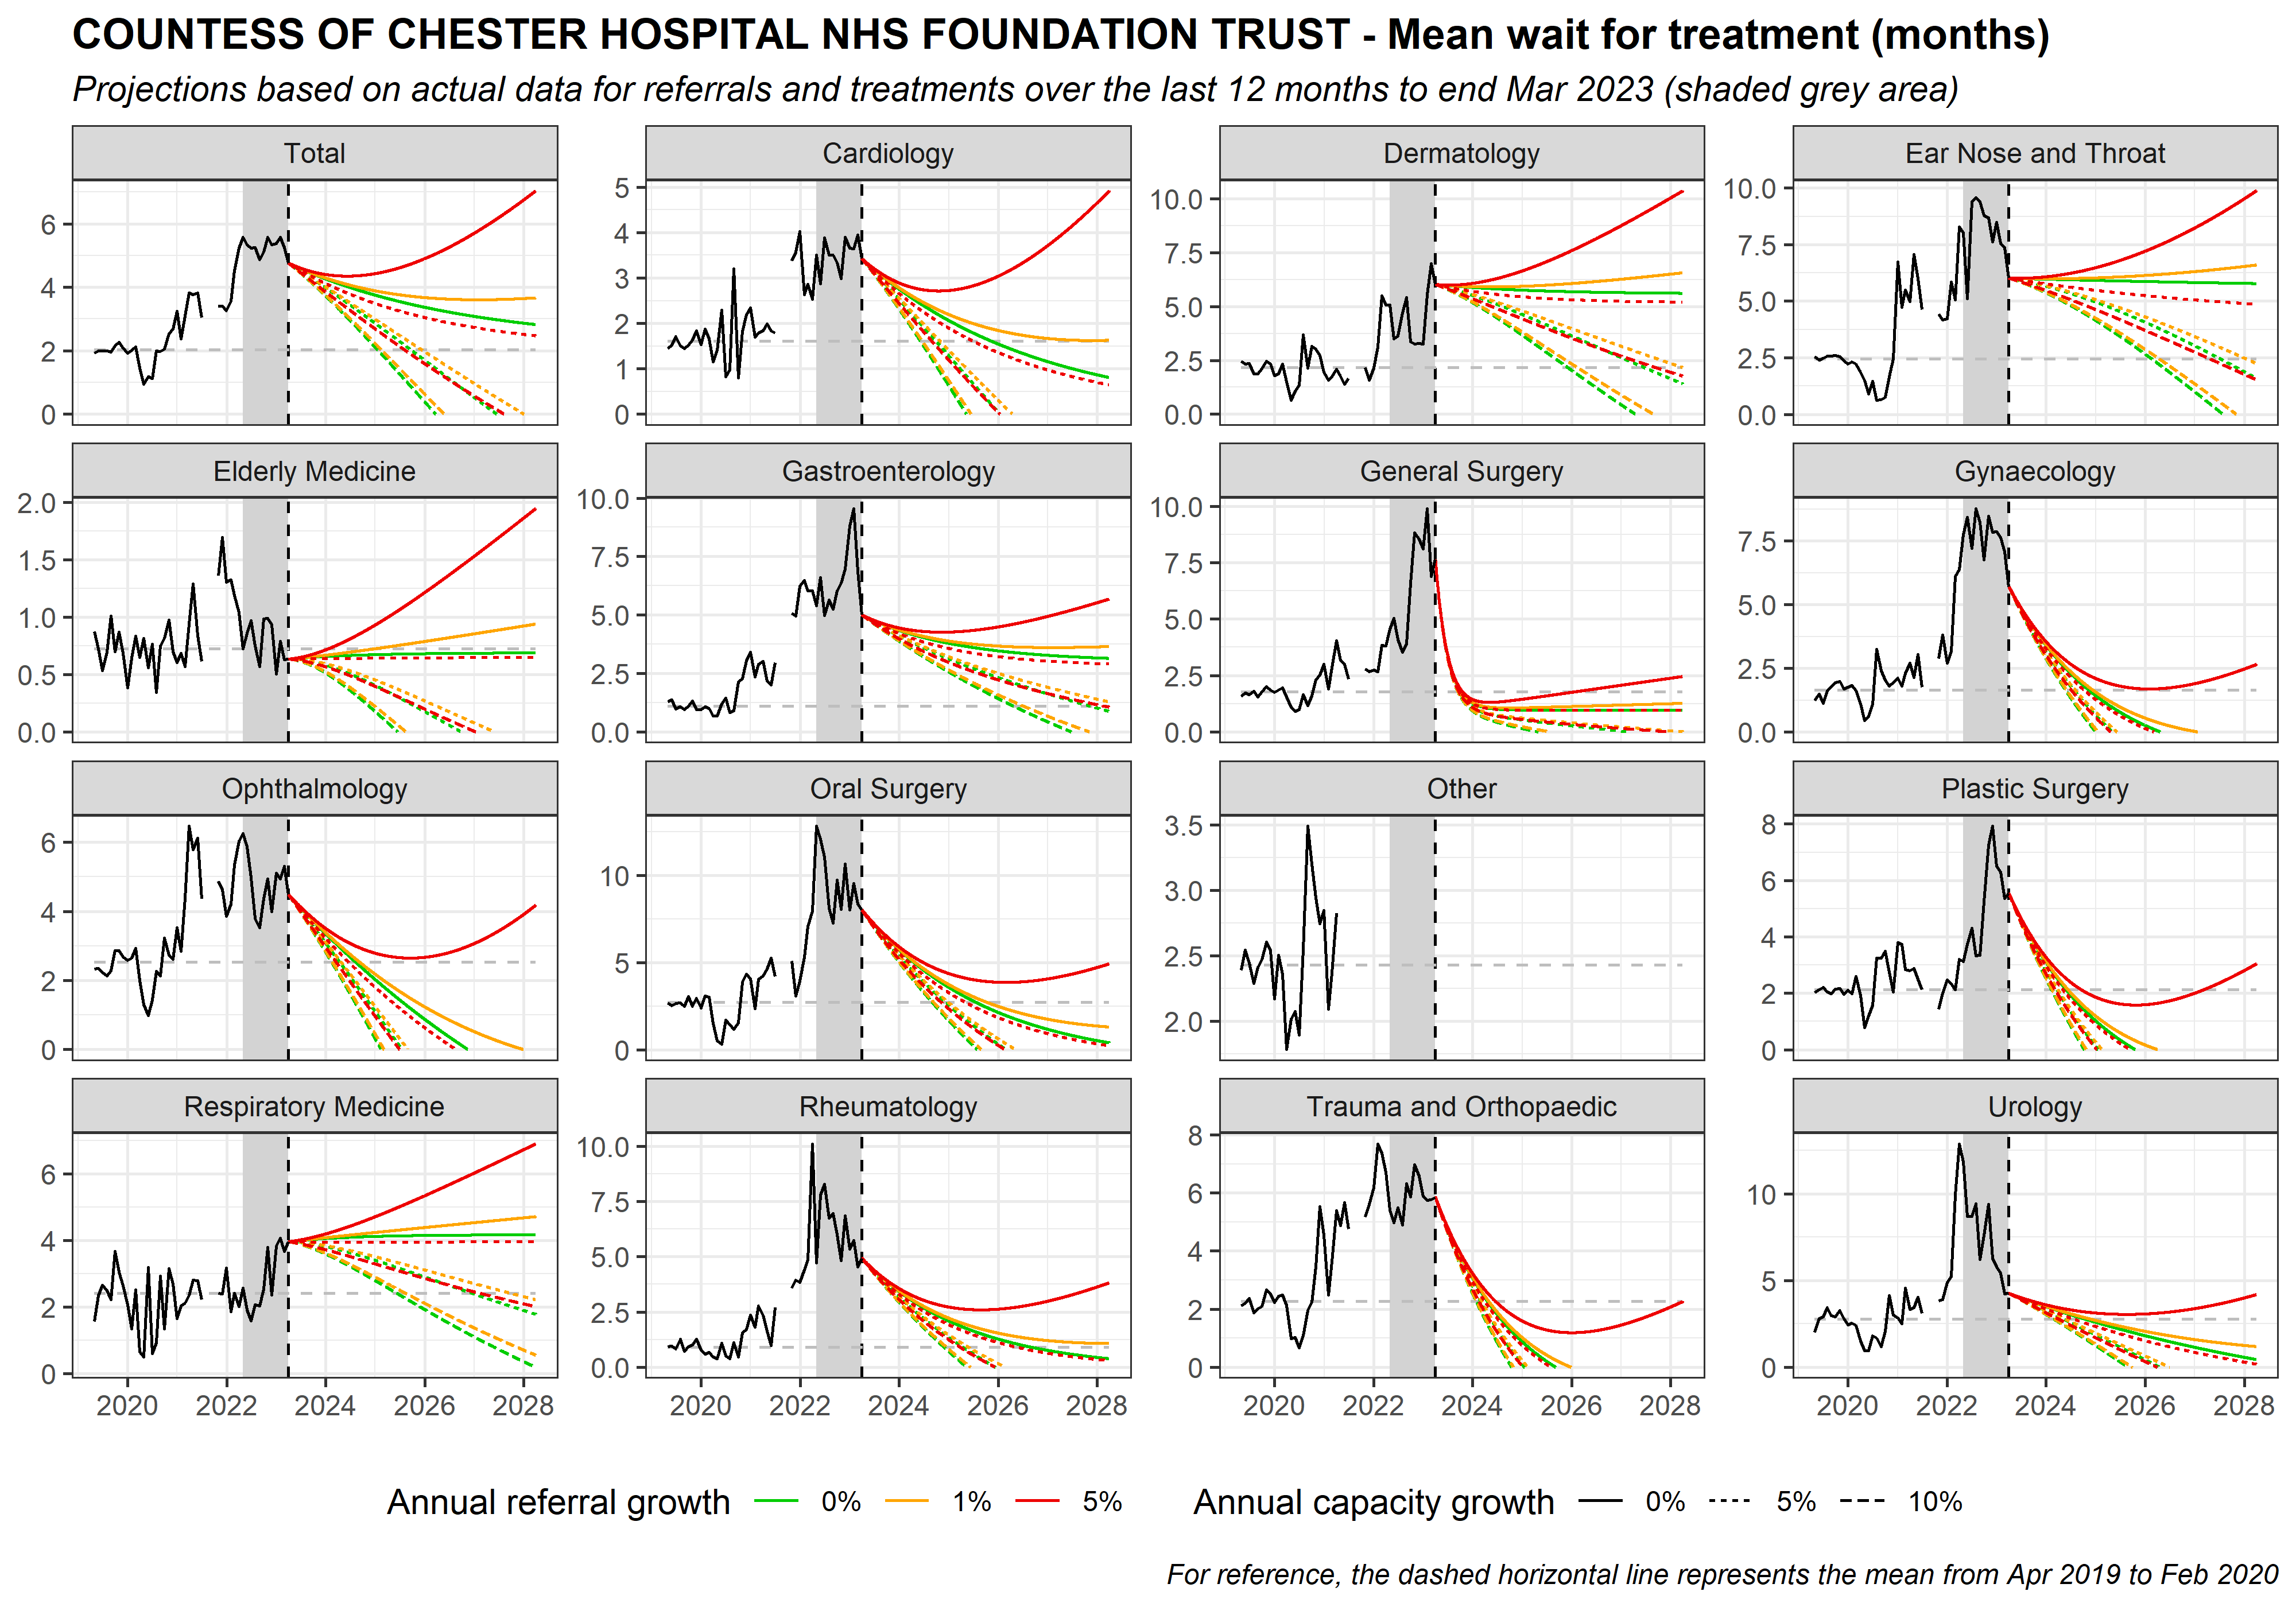 COUNTESS OF CHESTER HOSPITAL NHS FOUNDATION TRUST - Mean wait for treatment (months)
Projections based on actual data for referrals and treatments over the last 12 months to end Mar 2023 (shaded grey area)
Total
Cardiology
Dermatology
Ear Nose and Throat
6
4
2
0
5
4
3
2
1
0
10.0
7.5
5.0
2.5
0.0
10.0
7.5
5.0
2.5
0.0
Elderly Medicine
Gastroenterology
General Surgery
Gynaecology
2.0
1.5
1.0
0.5
0.0
10.0
7.5
5.0
2.5
0.0
10.0
7.5
5.0
2.5
0.0
7.5
5.0
2.5
0.0
Ophthalmology
Oral Surgery
Other
Plastic Surgery
6
4
2
0
10
5
0
3.5
3.0
2.5
2.0
8
6
4
2
0
Respiratory Medicine
Rheumatology
Trauma and Orthopaedic
Urology
6
4
2
0
10.0
7.5
5.0
2.5
0.0
8
6
4
2
0
10
5
0
2020 2022 2024 2026 2028
2020 2022 2024 2026 2028
2020 2022 2024 2026 2028
2020 2022 2024 2026 2028
Annual referral growth 0% 1% 5%
Annual capacity growth 0% 5% 10%
For reference, the dashed horizontal line represents the mean from Apr 2019 to Feb 2020